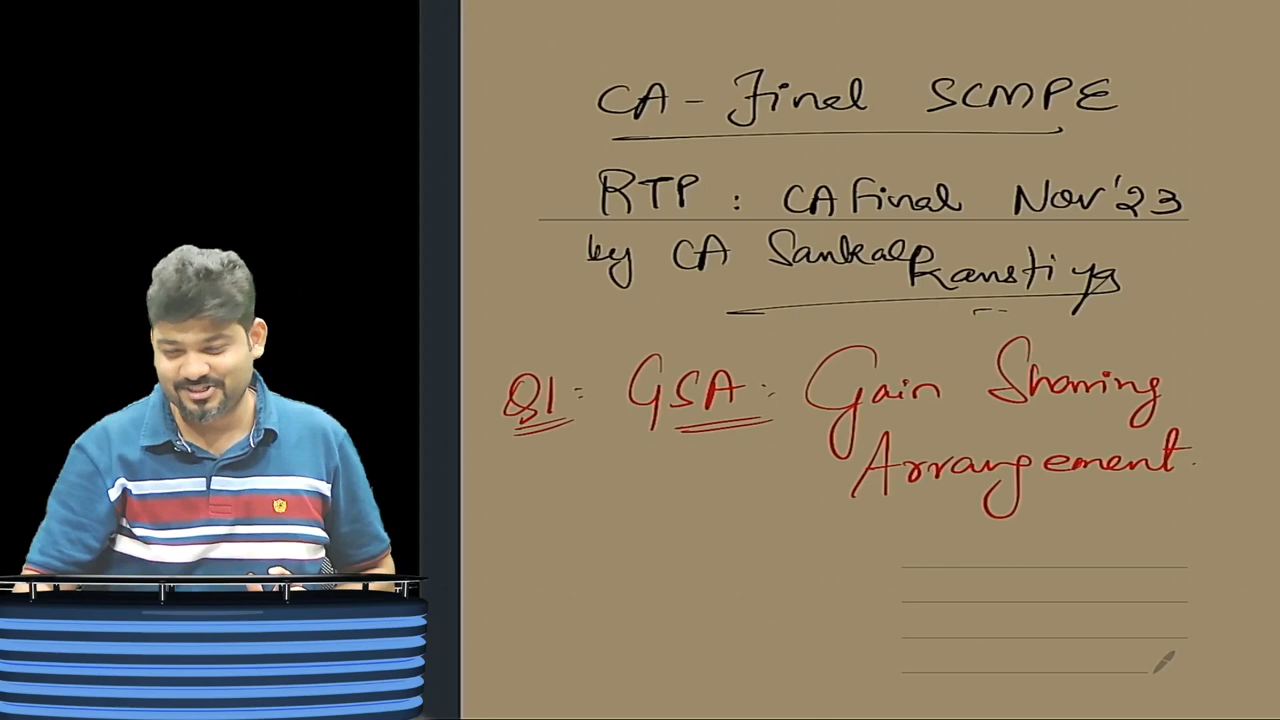 CA - Final SCMPE
RTP : CA Final Nov'23
by CA Sankalp Kanstiya
Q1: GSA: Gain Sharing
Arrangement.